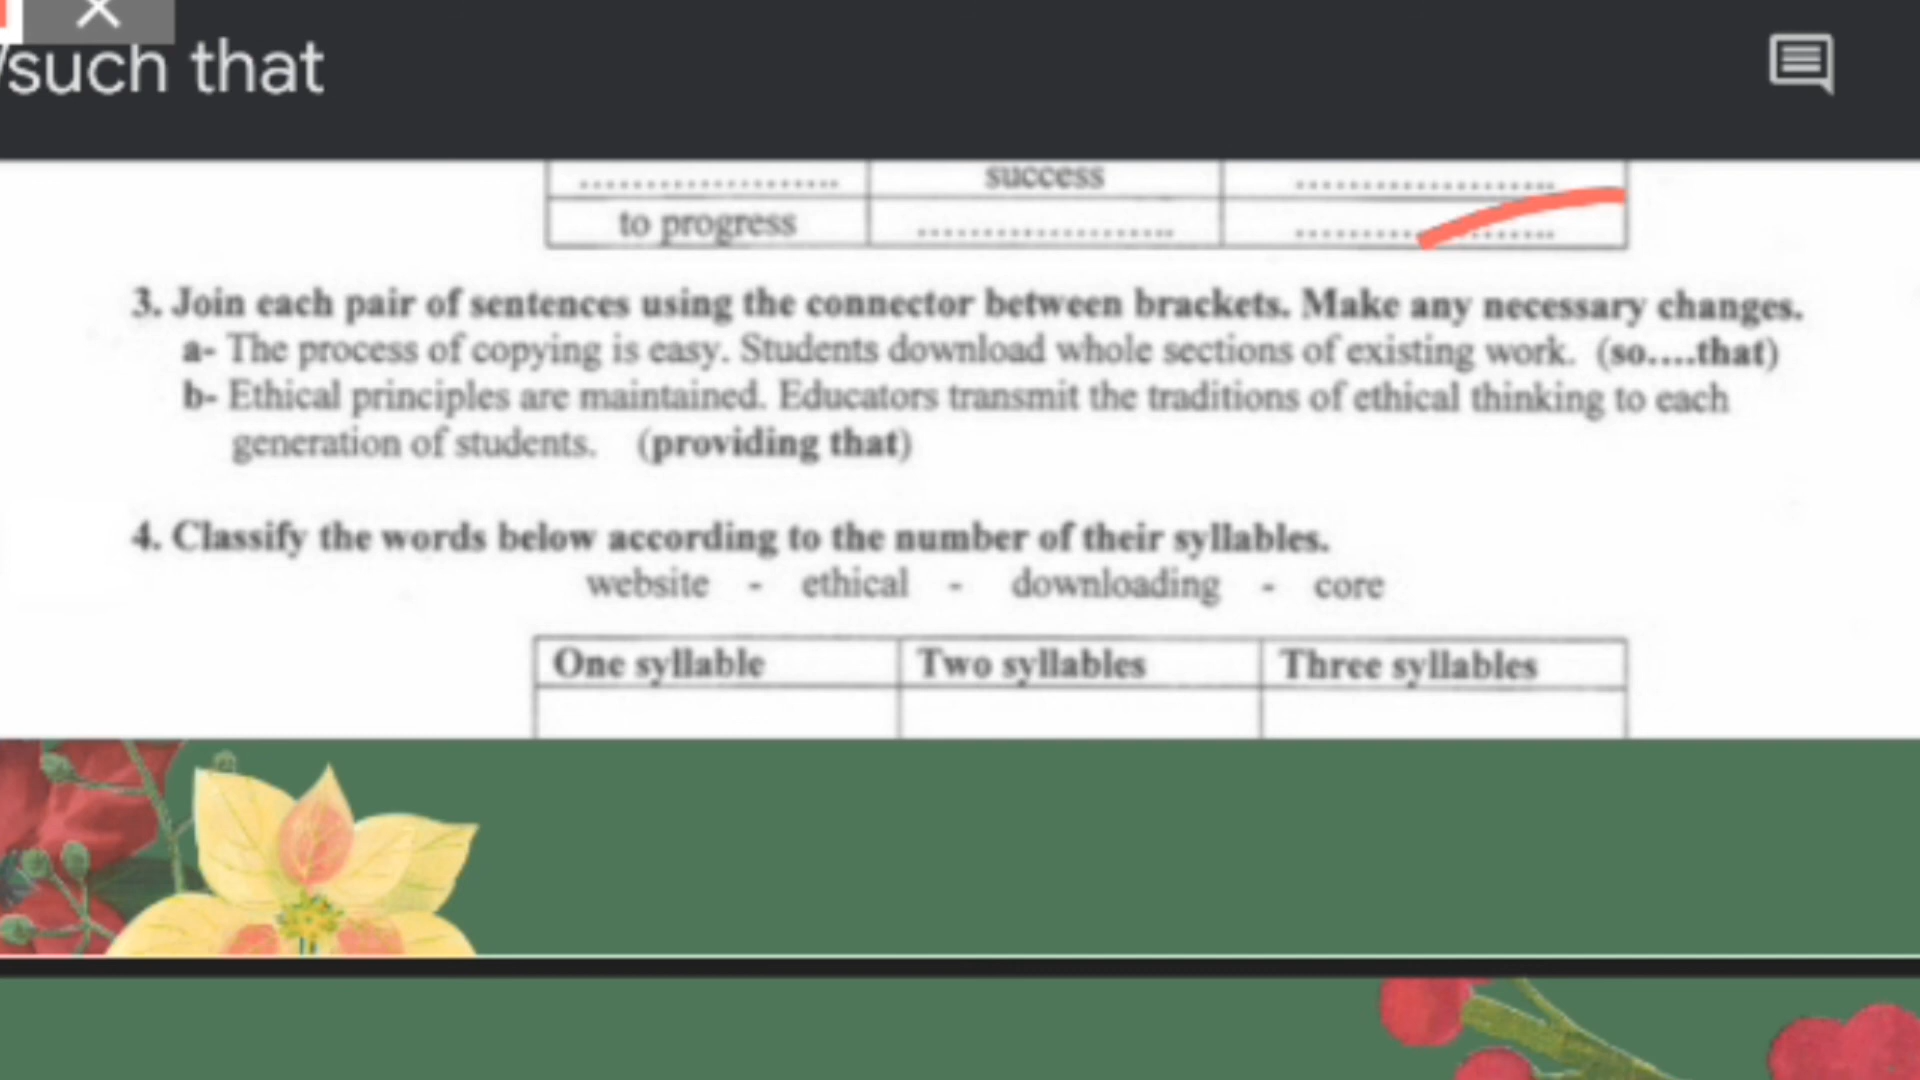 /such that
.................... success ....................
to progress .................... ....................
3. Join each pair of sentences using the connector between brackets. Make any necessary changes.
a- The process of copying is easy. Students download whole sections of existing work. (so....that)
b- Ethical principles are maintained. Educators transmit the traditions of ethical thinking to each
generation of students. (providing that)
4. Classify the words below according to the number of their syllables.
website - ethical - downloading - core
One syllable Two syllables Three syllables